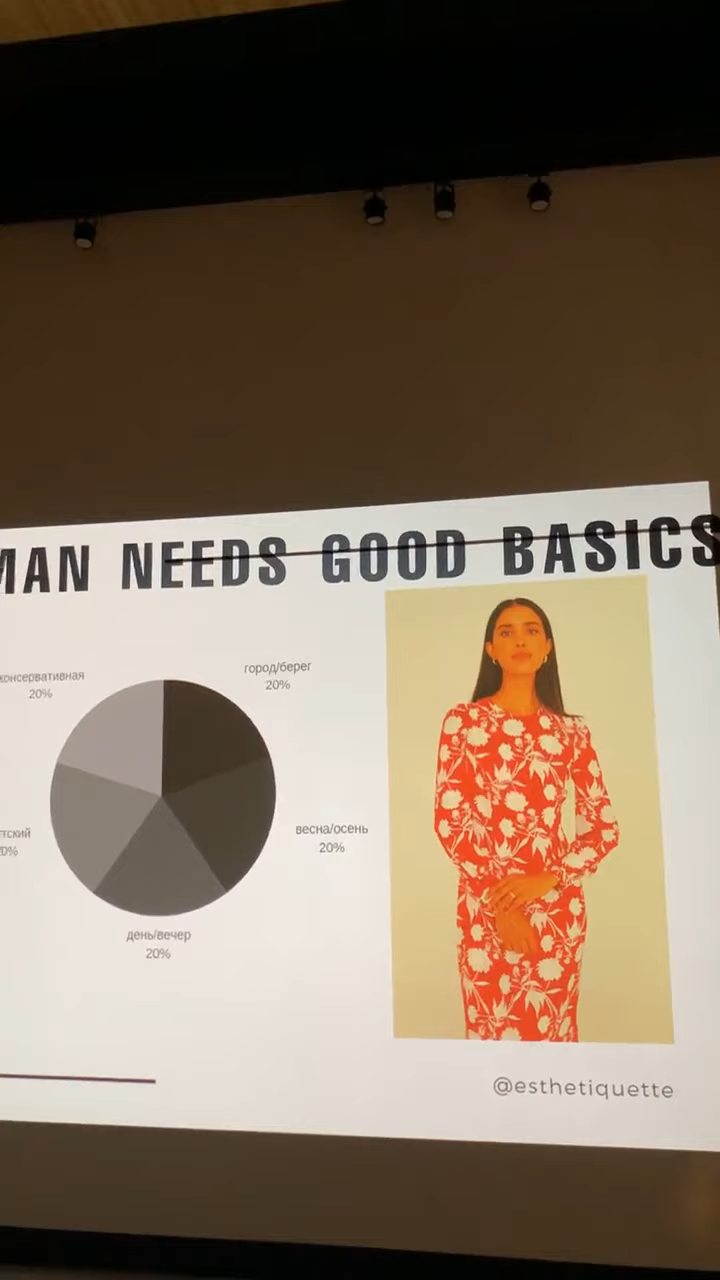 MAN NEEDS GOOD BASICS
консервативная
20%
город/берег
20%
весна/осень
20%
день/вечер
20%
@esthetiquette